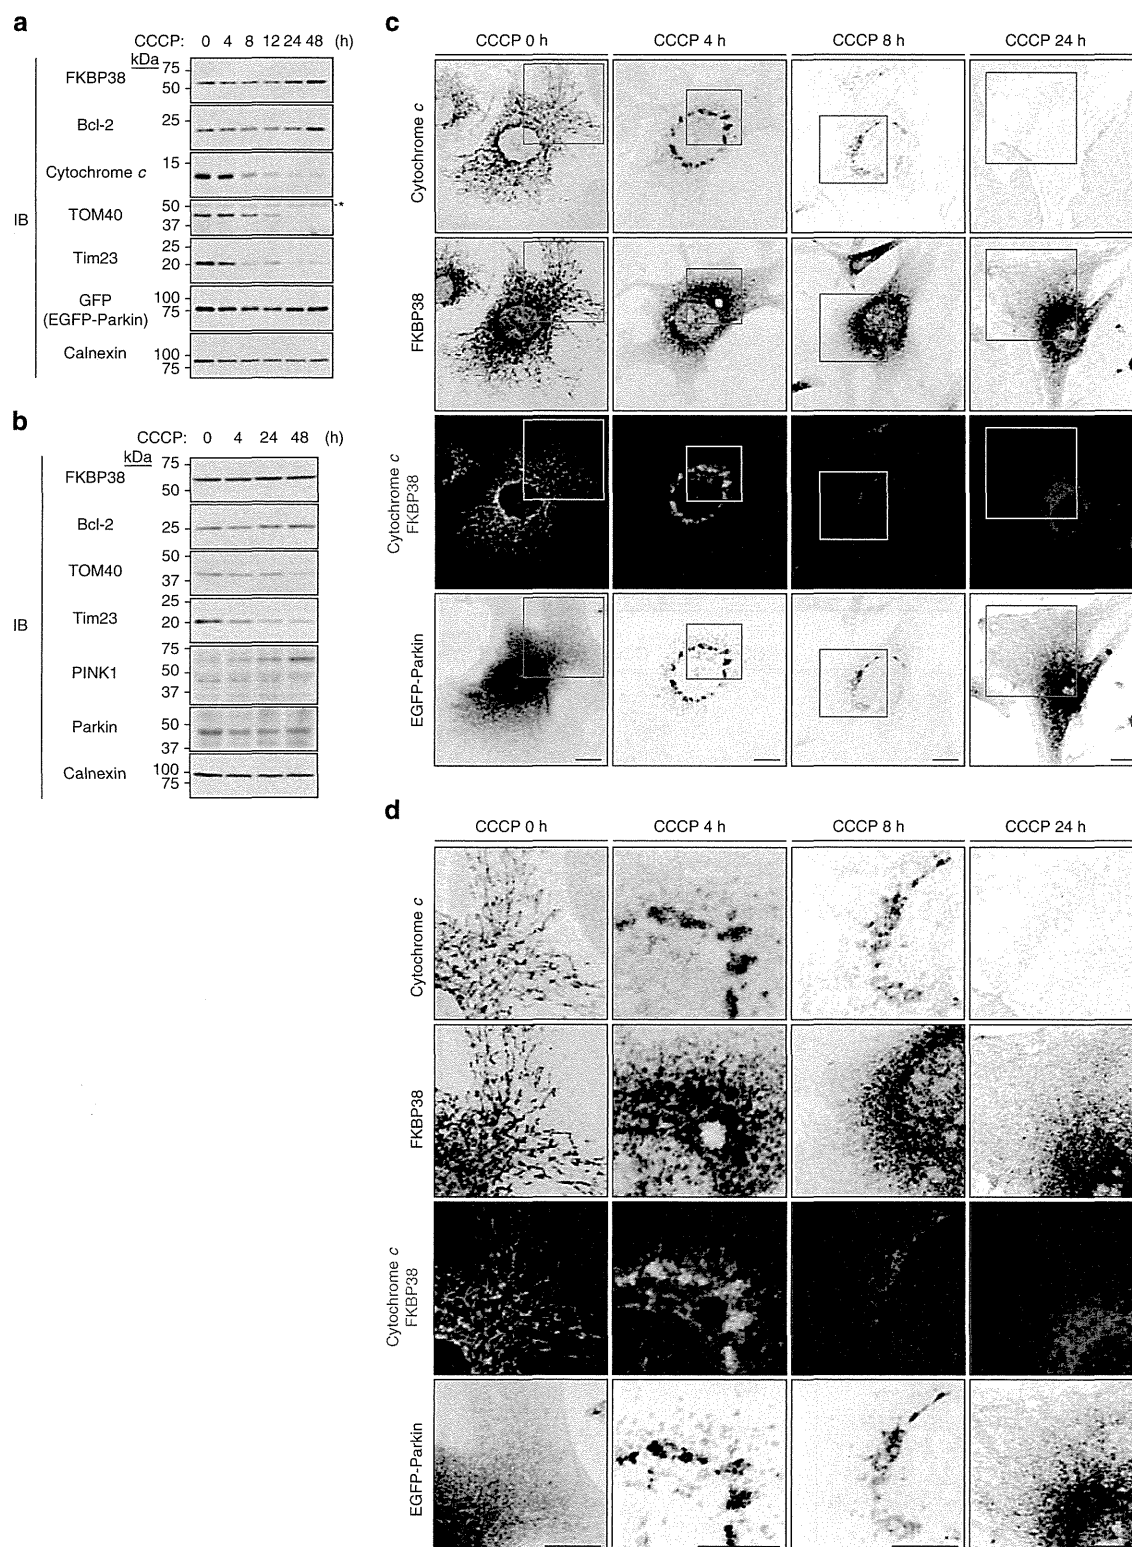 a
CCCP: 0 4 8 12 24 48 (h)
kDa
FKBP38
75
50
Bcl-2
25
Cytochrome c
15
TOM40
50
37
*
Tim23
25
20
GFP
(EGFP-Parkin)
100
75
Calnexin
100
75
IB
b
CCCP: 0 4 24 48 (h)
kDa
FKBP38
75
50
Bcl-2
25
TOM40
50
37
Tim23
25
20
PINK1
75
50
37
Parkin
50
37
Calnexin
100
75
IB
c
CCCP 0 h CCCP 4 h CCCP 8 h CCCP 24 h
Cytochrome c
FKBP38
Cytochrome c
FKBP38
EGFP-Parkin
d
CCCP 0 h CCCP 4 h CCCP 8 h CCCP 24 h
Cytochrome c
FKBP38
Cytochrome c
FKBP38
EGFP-Parkin